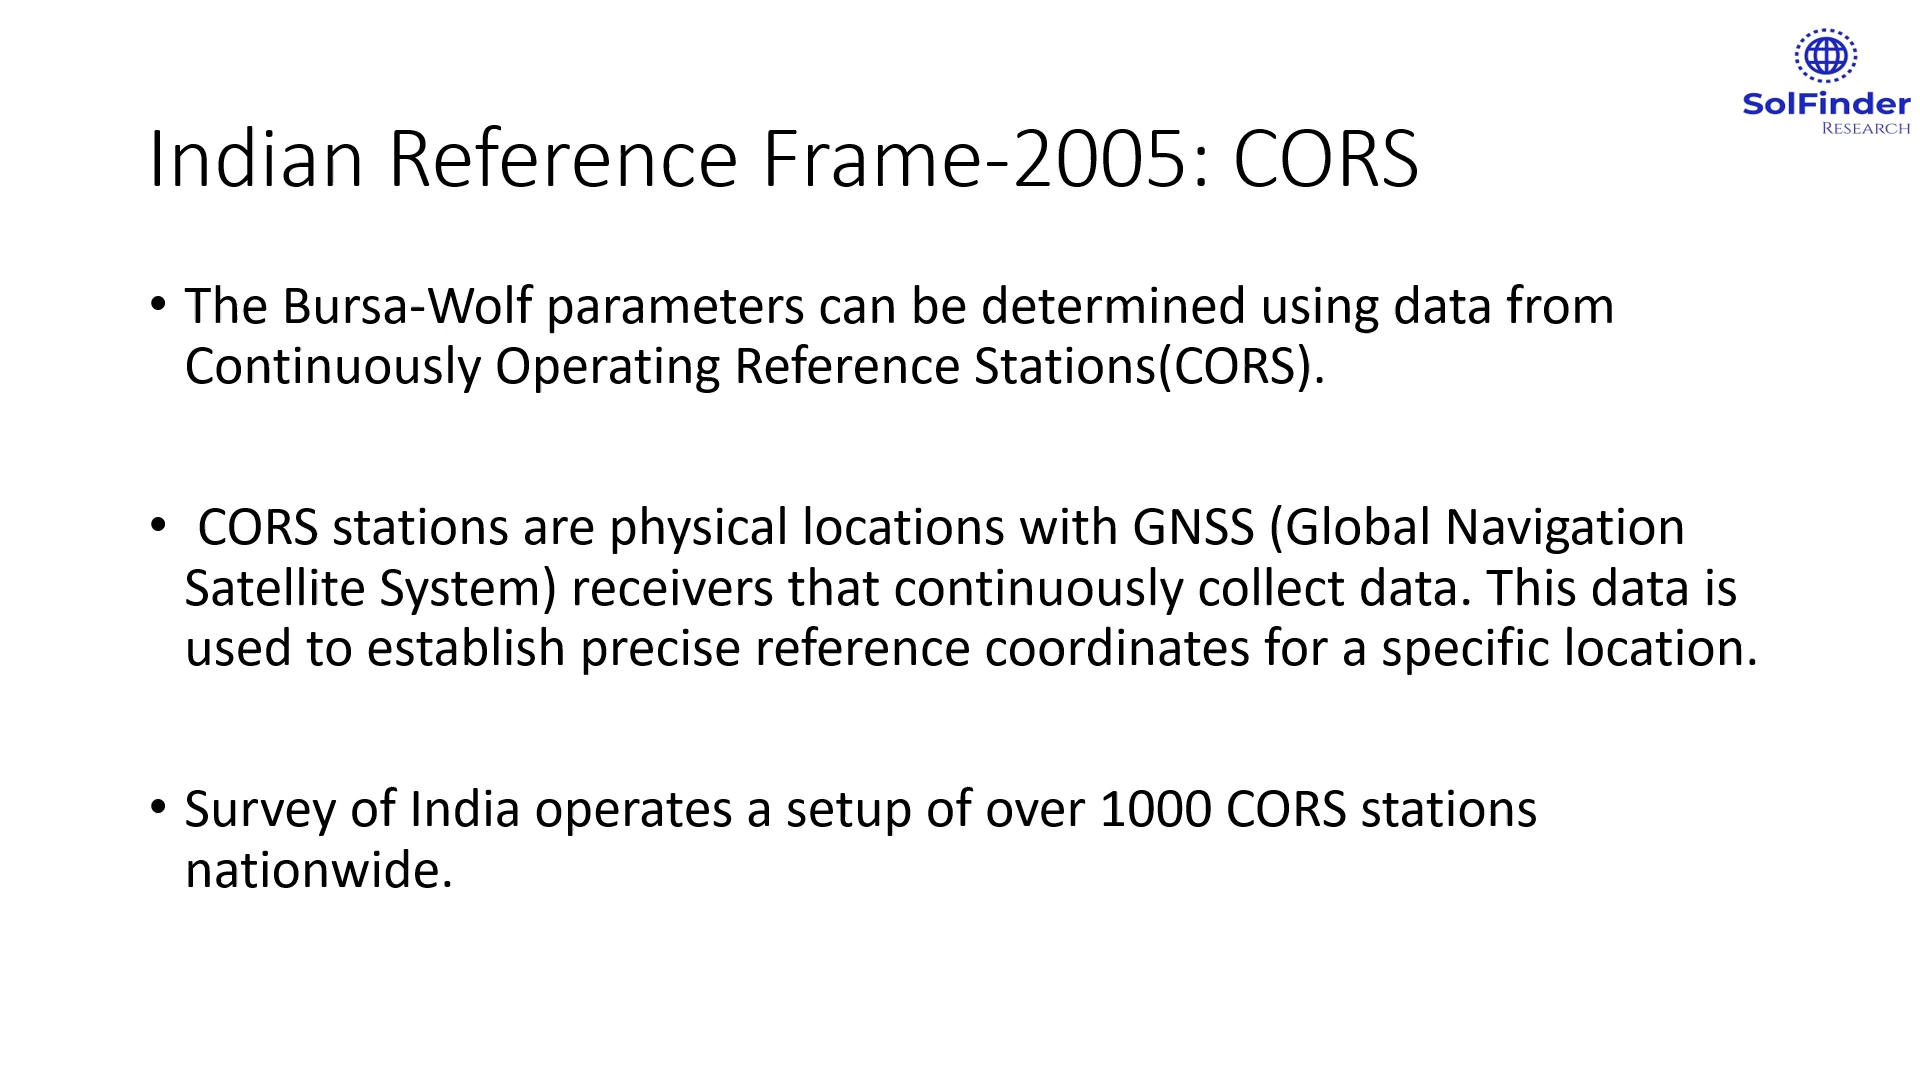 SolFinder
RESEARCH
Indian Reference Frame-2005: CORS
• The Bursa-Wolf parameters can be determined using data from
Continuously Operating Reference Stations(CORS).
• CORS stations are physical locations with GNSS (Global Navigation
Satellite System) receivers that continuously collect data. This data is
used to establish precise reference coordinates for a specific location.
• Survey of India operates a setup of over 1000 CORS stations
nationwide.